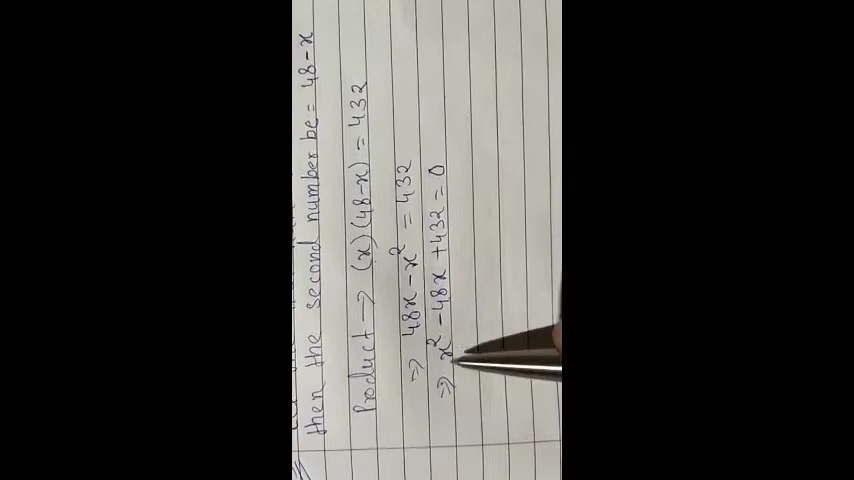 then the second number be = 48-x
Product → (x) (48-x) = 432
⇒ 48x - x² = 432
⇒ x² - 48x + 432 = 0